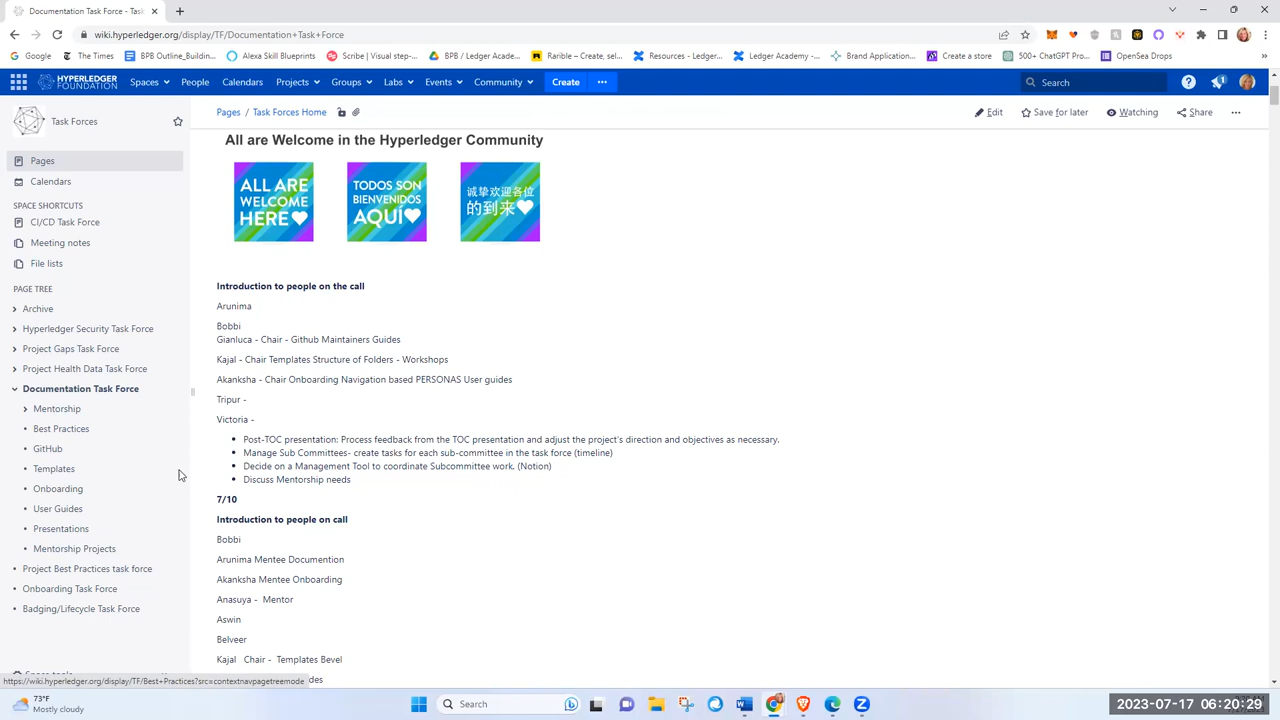 Documentation Task Force - Task
wiki.hyperledger.org/display/TF/Documentation+Task+Force
Google
The Times
BPB Outline_Buildin...
Alexa Skill Blueprints
Scribe | Visual step-...
BPB / Ledger Acade...
Rarible – Create, sel...
Resources - Ledger...
Ledger Academy -...
Brand Application...
Create a store
500+ ChatGPT Pro...
OpenSea Drops
HYPERLEDGER FOUNDATION
Spaces
People
Calendars
Projects
Groups
Labs
Events
Community
Create
Search
1
Task Forces
Pages / Task Forces Home
Edit
Save for later
Watching
Share
Pages
Calendars
SPACE SHORTCUTS
CI/CD Task Force
Meeting notes
File lists
PAGE TREE
Archive
Hyperledger Security Task Force
Project Gaps Task Force
Project Health Data Task Force
Documentation Task Force
Mentorship
Best Practices
GitHub
Templates
Onboarding
User Guides
Presentations
Mentorship Projects
Project Best Practices task force
Onboarding Task Force
Badging/Lifecycle Task Force
All are Welcome in the Hyperledger Community
ALL ARE
WELCOME
HERE
TODOS SON
BIENVENIDOS
AQUÍ
诚挚欢迎各位
的到来
Introduction to people on the call
Arunima
Bobbi
Gianluca - Chair - Github Maintainers Guides
Kajal - Chair Templates Structure of Folders - Workshops
Akanksha - Chair Onboarding Navigation based PERSONAS User guides
Tripur -
Victoria -
Post-TOC presentation: Process feedback from the TOC presentation and adjust the project's direction and objectives as necessary.
Manage Sub Committees- create tasks for each sub-committee in the task force (timeline)
Decide on a Management Tool to coordinate Subcommittee work. (Notion)
Discuss Mentorship needs
7/10
Introduction to people on call
Bobbi
Arunima Mentee Documention
Akanksha Mentee Onboarding
Anasuya - Mentor
Aswin
Belveer
Kajal Chair - Templates Bevel
https://wiki.hyperledger.org/display/TF/Best+Practices?src=contextnavpagetreemode
73°F
Mostly cloudy
Search
2023-07-17 06:20:29